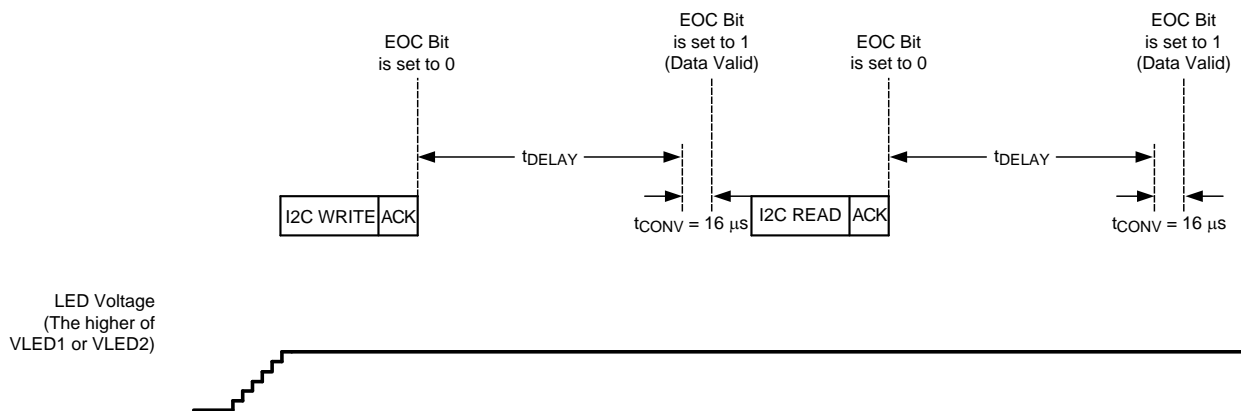 EOC Bit
is set to 0
EOC Bit
is set to 1
(Data Valid)
EOC Bit
is set to 0
EOC Bit
is set to 1
(Data Valid)
tDELAY
tDELAY
I2C WRITE
ACK
tCONV = 16 μs
I2C READ
ACK
tCONV = 16 μs
LED Voltage
(The higher of
VLED1 or VLED2)